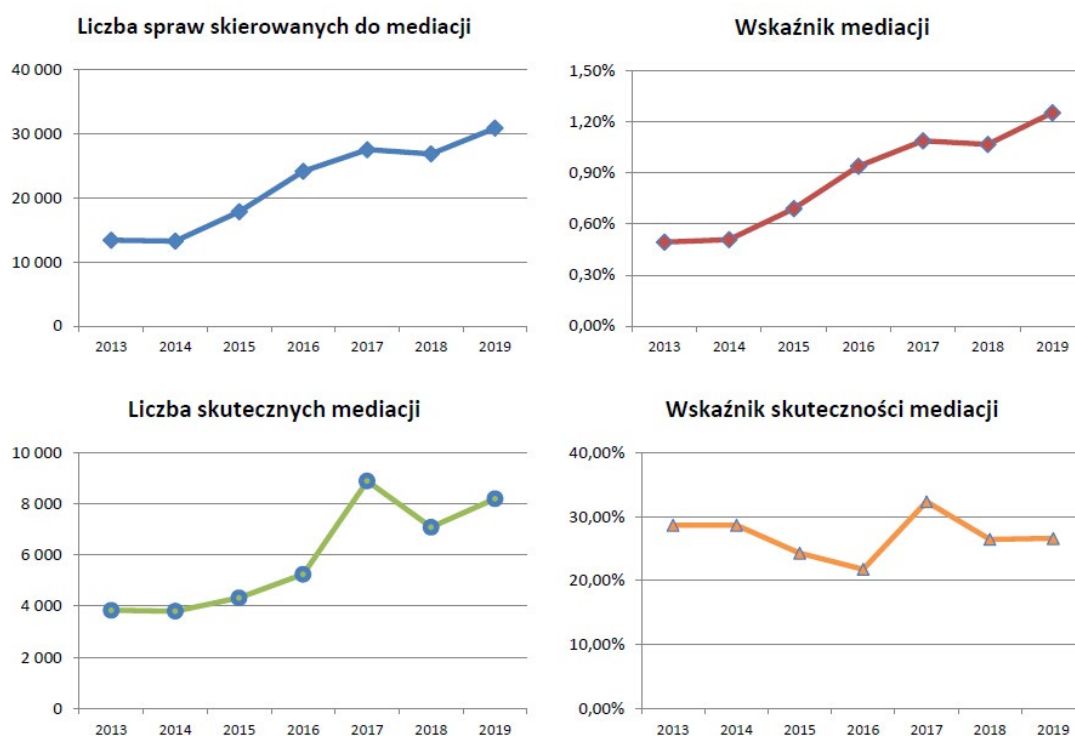 Liczba spraw skierowanych do mediacji
40 000
30 000
20 000
10 000
0
2013 2014 2015 2016 2017 2018 2019
Wskaźnik mediacji
1,50%
1,20%
0,90%
0,60%
0,30%
0,00%
2013 2014 2015 2016 2017 2018 2019
Liczba skutecznych mediacji
10 000
8 000
6 000
4 000
2 000
0
2013 2014 2015 2016 2017 2018 2019
Wskaźnik skuteczności mediacji
40,00%
30,00%
20,00%
10,00%
0,00%
2013 2014 2015 2016 2017 2018 2019